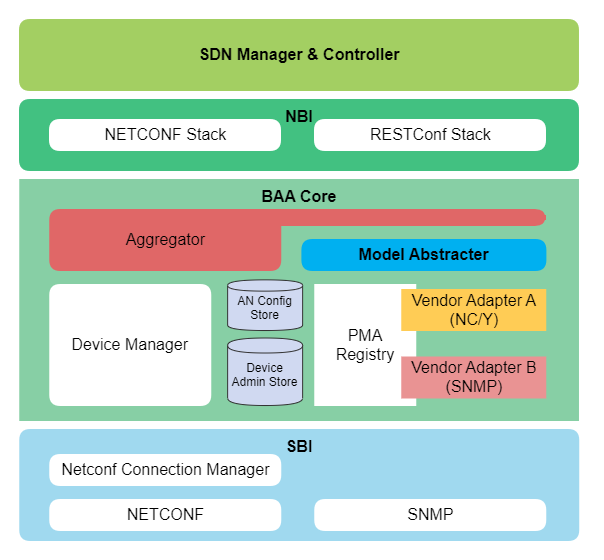 SDN Manager & Controller
NBI
NETCONF Stack
RESTConf Stack
BAA Core
Aggregator
Model Abstracter
Device Manager
AN Config
Store
Device
Admin Store
PMA
Registry
Vendor Adapter A
(NC/Y)
Vendor Adapter B
(SNMP)
SBI
Netconf Connection Manager
NETCONF
SNMP